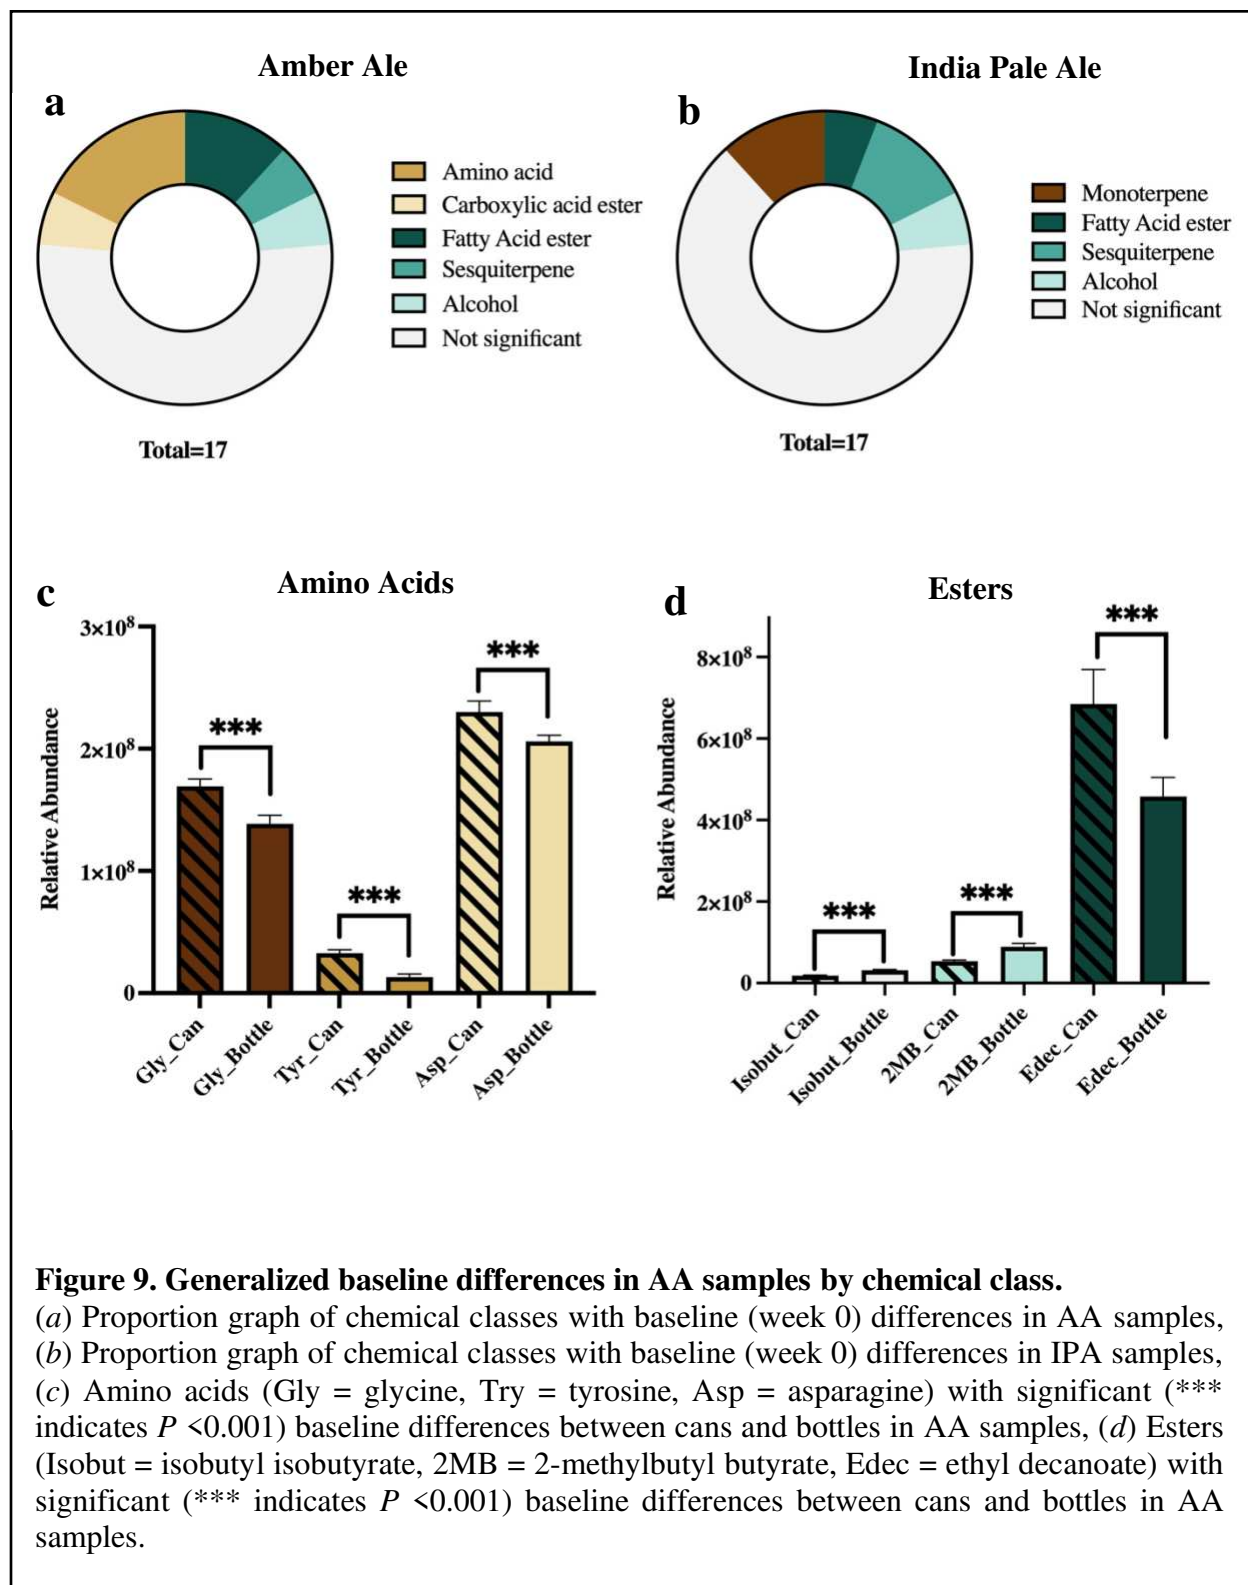 Amber Ale
India Pale Ale
a
Amino acid
Carboxylic acid ester
Fatty Acid ester
Sesquiterpene
Alcohol
Not significant
Total=17
b
Monoterpene
Fatty Acid ester
Sesquiterpene
Alcohol
Not significant
Total=17
c
Amino Acids
Relative Abundance
3×10⁸
2×10⁸
1×10⁸
0
***
***
***
Gly_Can
Gly_Bottle
Tyr_Can
Tyr_Bottle
Asp_Can
Asp_Bottle
d
Esters
Relative Abundance
8×10⁸
6×10⁸
4×10⁸
2×10⁸
0
***
***
***
Isobut_Can
Isobut_Bottle
2MB_Can
2MB_Bottle
Edec_Can
Edec_Bottle
Figure 9. Generalized baseline differences in AA samples by chemical class.
(a) Proportion graph of chemical classes with baseline (week 0) differences in AA samples,
(b) Proportion graph of chemical classes with baseline (week 0) differences in IPA samples,
(c) Amino acids (Gly = glycine, Try = tyrosine, Asp = asparagine) with significant (***
indicates P <0.001) baseline differences between cans and bottles in AA samples, (d) Esters
(Isobut = isobutyl isobutyrate, 2MB = 2-methylbutyl butyrate, Edec = ethyl decanoate) with
significant (*** indicates P <0.001) baseline differences between cans and bottles in AA
samples.